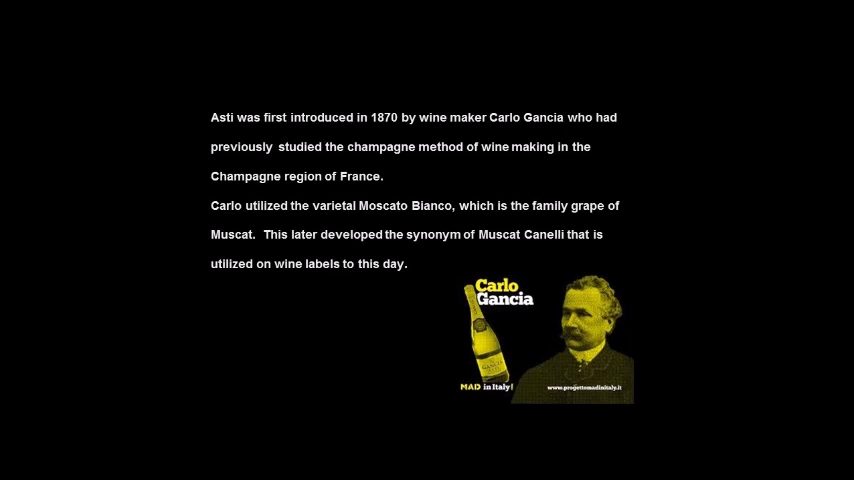 Asti was first introduced in 1870 by wine maker Carlo Gancia who had
previously studied the champagne method of wine making in the
Champagne region of France.
Carlo utilized the varietal Moscato Bianco, which is the family grape of
Muscat. This later developed the synonym of Muscat Canelli that is
utilized on wine labels to this day.
Carlo
Gancia
GANCIA
MAD in Italy!
www.progettomadinitaly.it